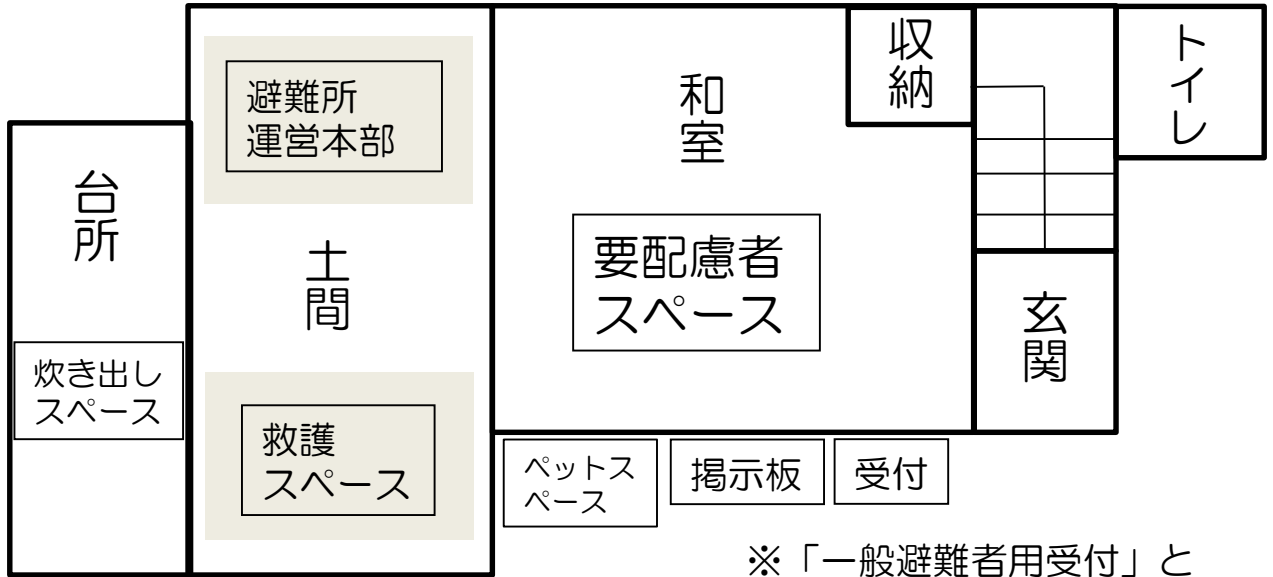 避難所
運営本部
和室
収納
トイレ
台所
土間
要配慮者
スペース
玄関
炊き出し
スペース
救護
スペース
ペットス
ペース
掲示板
受付
※「一般避難者用受付」と